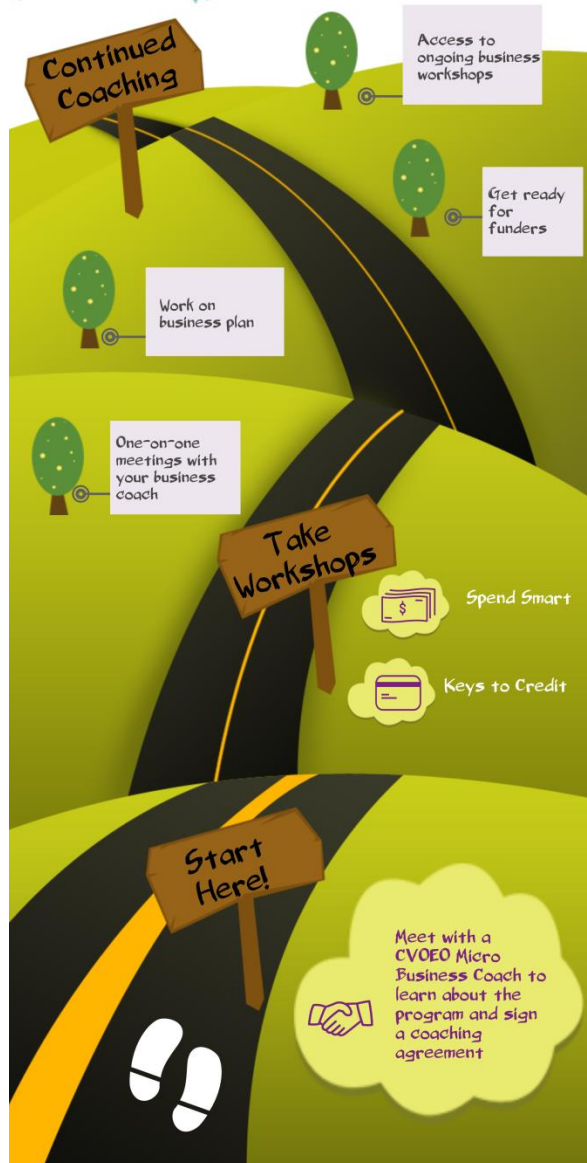 Continued
Coaching
Access to
ongoing business
workshops
Get ready
for
funders
Work on
business plan
One-on-one
meetings with
your business
coach
Take
Workshops
$
Spend Smart
Keys to Credit
Start
Here!
Meet with a
CVOEO Micro
Business Coach to
learn about the
program and sign
a coaching
agreement